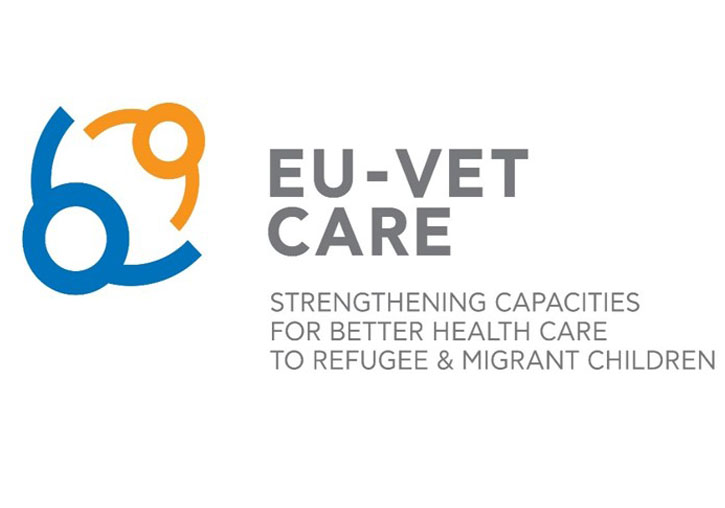 EU-VET
CARE
STRENGTHENING CAPACITIES
FOR BETTER HEALTH CARE
TO REFUGEE & MIGRANT CHILDREN